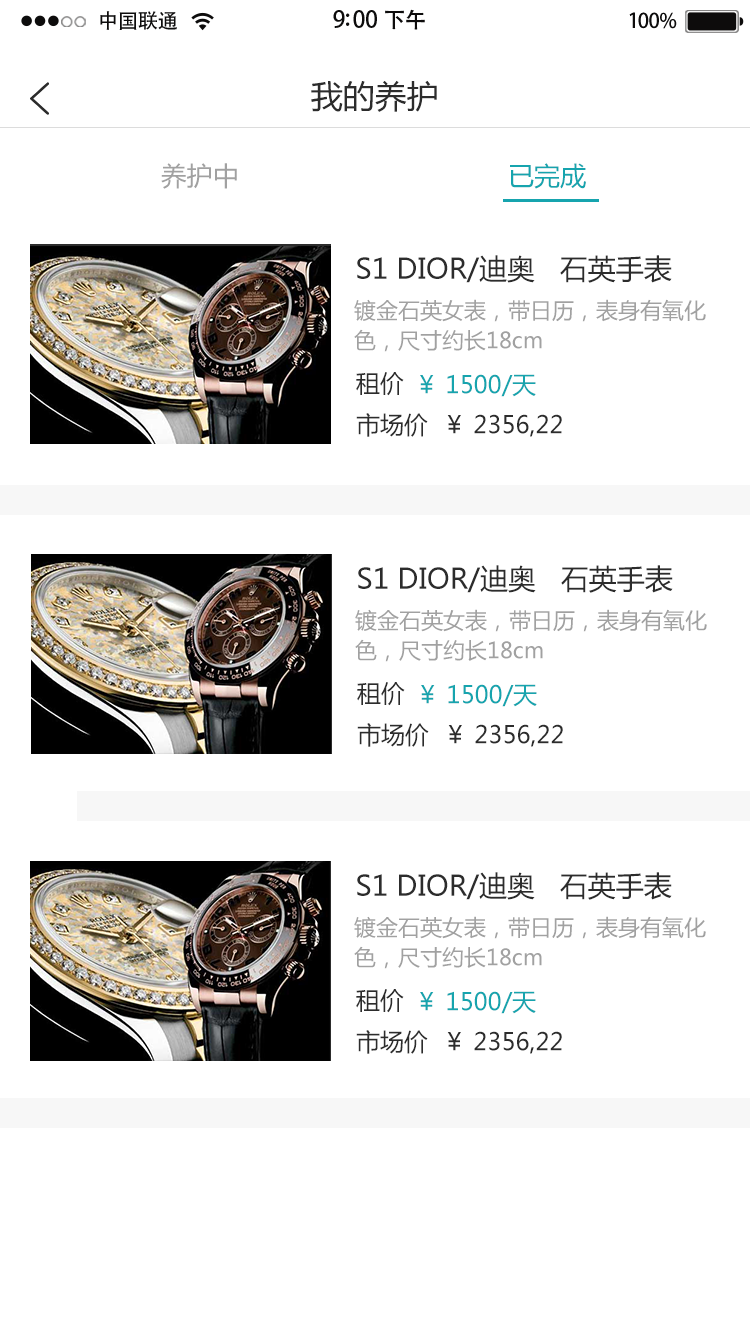 中国联通 9:00 下午 100%
我的养护
养护中 已完成
S1 DIOR/迪奥 石英手表
镀金石英女表，带日历，表身有氧化
色，尺寸约长18cm
租价 ¥ 1500/天
市场价 ¥ 2356,22
S1 DIOR/迪奥 石英手表
镀金石英女表，带日历，表身有氧化
色，尺寸约长18cm
租价 ¥ 1500/天
市场价 ¥ 2356,22
S1 DIOR/迪奥 石英手表
镀金石英女表，带日历，表身有氧化
色，尺寸约长18cm
租价 ¥ 1500/天
市场价 ¥ 2356,22